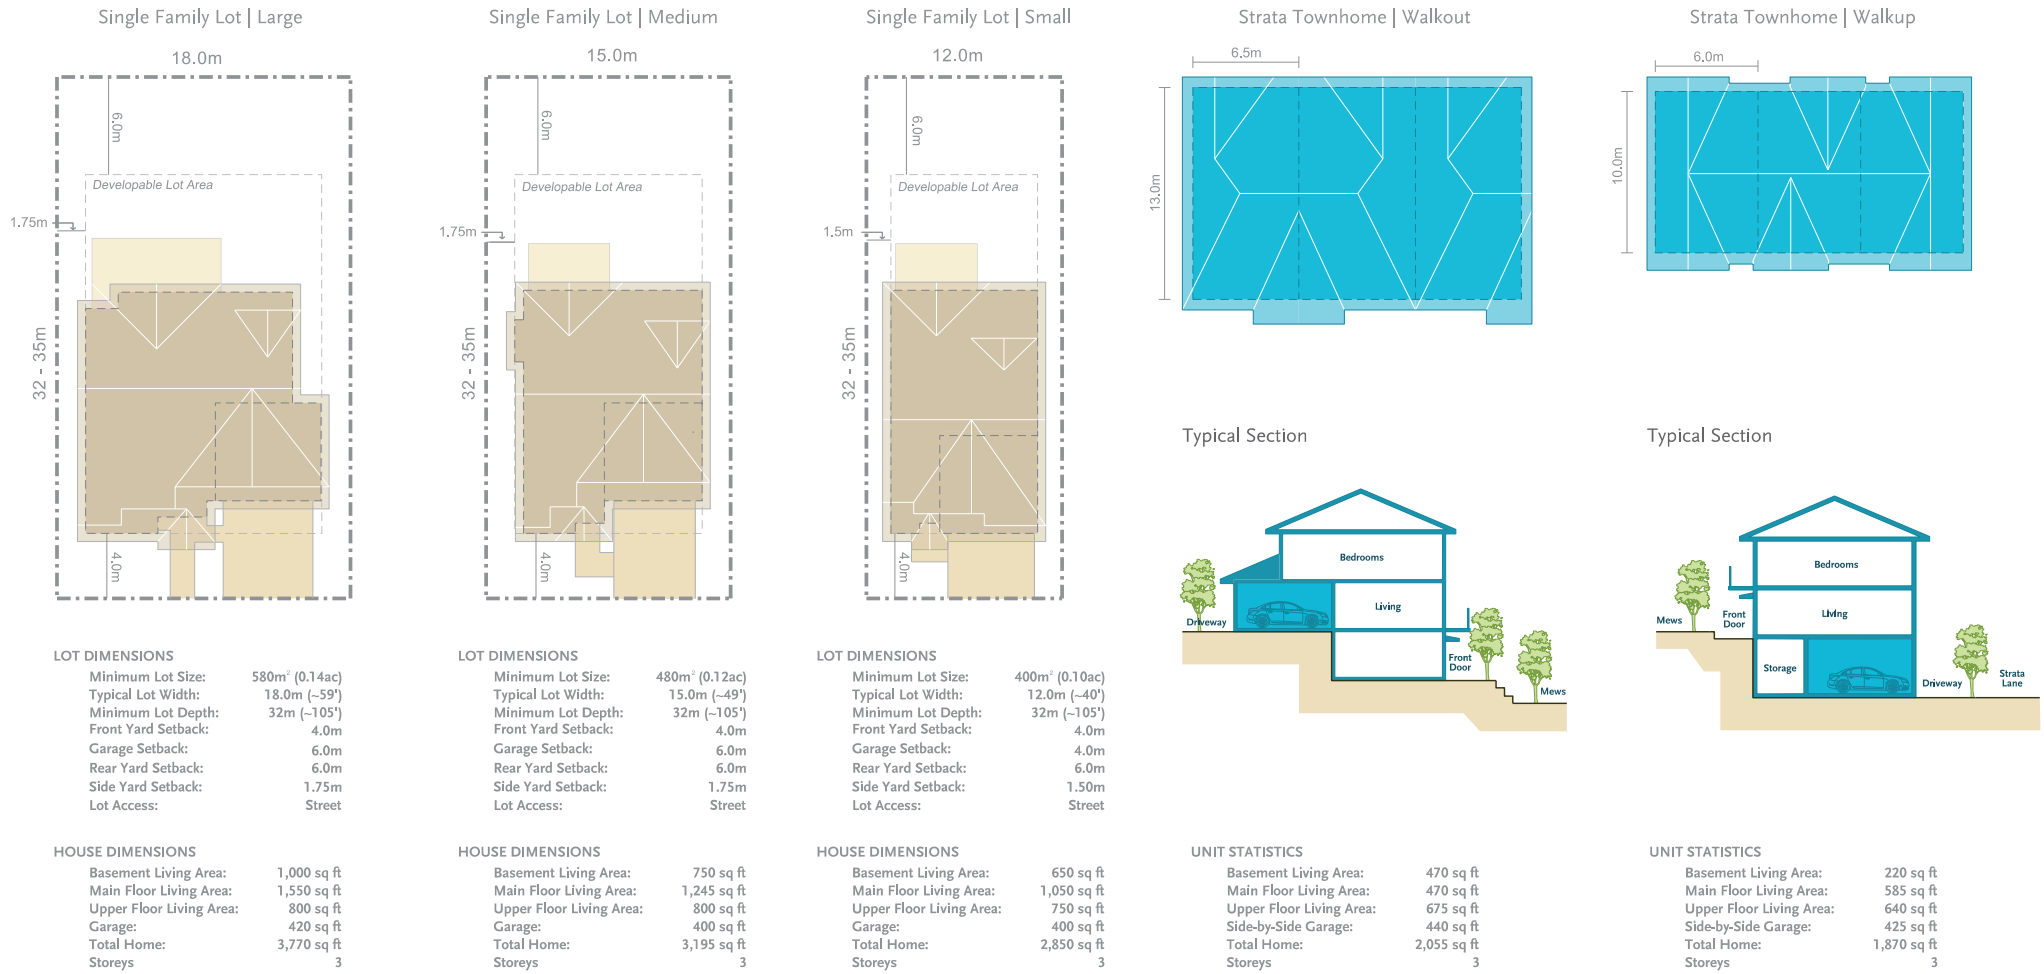 Single Family Lot | Large
18.0m
6.0m
Developable Lot Area
1.75m
32 - 35m
4.0m
LOT DIMENSIONS
Minimum Lot Size: 580m² (0.14ac)
Typical Lot Width: 18.0m (~59')
Minimum Lot Depth: 32m (~105')
Front Yard Setback: 4.0m
Garage Setback: 6.0m
Rear Yard Setback: 6.0m
Side Yard Setback: 1.75m
Lot Access: Street
HOUSE DIMENSIONS
Basement Living Area: 1,000 sq ft
Main Floor Living Area: 1,550 sq ft
Upper Floor Living Area: 800 sq ft
Garage: 420 sq ft
Total Home: 3,770 sq ft
Storeys 3
Single Family Lot | Medium
15.0m
6.0m
Developable Lot Area
1.75m
32 - 35m
4.0m
LOT DIMENSIONS
Minimum Lot Size: 480m² (0.12ac)
Typical Lot Width: 15.0m (~49')
Minimum Lot Depth: 32m (~105')
Front Yard Setback: 4.0m
Garage Setback: 6.0m
Rear Yard Setback: 6.0m
Side Yard Setback: 1.75m
Lot Access: Street
HOUSE DIMENSIONS
Basement Living Area: 750 sq ft
Main Floor Living Area: 1,245 sq ft
Upper Floor Living Area: 800 sq ft
Garage: 400 sq ft
Total Home: 3,195 sq ft
Storeys 3
Single Family Lot | Small
12.0m
6.0m
Developable Lot Area
1.5m
32 - 35m
4.0m
LOT DIMENSIONS
Minimum Lot Size: 400m² (0.10ac)
Typical Lot Width: 12.0m (~40')
Minimum Lot Depth: 32m (~105')
Front Yard Setback: 4.0m
Garage Setback: 4.0m
Rear Yard Setback: 6.0m
Side Yard Setback: 1.50m
Lot Access: Street
HOUSE DIMENSIONS
Basement Living Area: 650 sq ft
Main Floor Living Area: 1,050 sq ft
Upper Floor Living Area: 750 sq ft
Garage: 400 sq ft
Total Home: 2,850 sq ft
Storeys 3
Strata Townhome | Walkout
6.5m
13.0m
Typical Section
Bedrooms
Living
Driveway
Front
Door
Mews
UNIT STATISTICS
Basement Living Area: 470 sq ft
Main Floor Living Area: 470 sq ft
Upper Floor Living Area: 675 sq ft
Side-by-Side Garage: 440 sq ft
Total Home: 2,055 sq ft
Storeys 3
Strata Townhome | Walkup
6.0m
10.0m
Typical Section
Bedrooms
Mews
Front
Door
Living
Storage
Driveway
Strata
Lane
UNIT STATISTICS
Basement Living Area: 220 sq ft
Main Floor Living Area: 585 sq ft
Upper Floor Living Area: 640 sq ft
Side-by-Side Garage: 425 sq ft
Total Home: 1,870 sq ft
Storeys 3